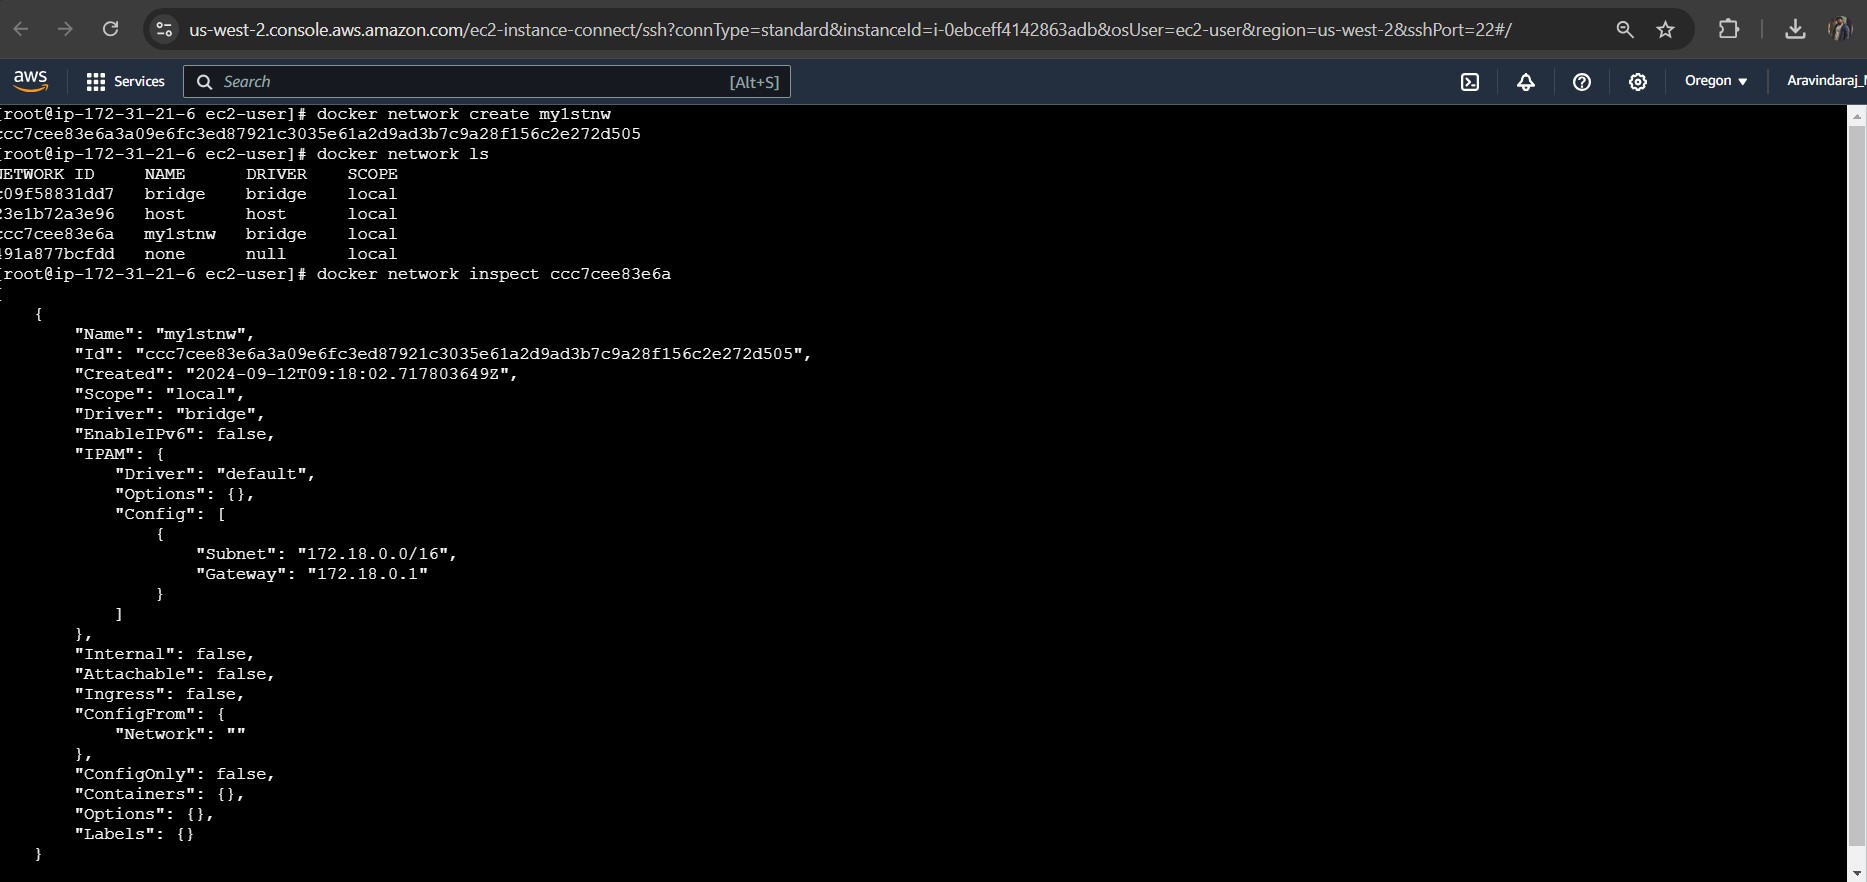 us-west-2.console.aws.amazon.com/ec2-instance-connect/ssh?connType=standard&instanceId=i-0ebceff4142863adb&osUser=ec2-user&region=us-west-2&sshPort=22#/
aws Services Search [Alt+S] Oregon Aravindaraj_
[root@ip-172-31-21-6 ec2-user]# docker network create my1stnw
ccc7cee83e6a3a09e6fc3ed87921c3035e61a2d9ad3b7c9a28f156c2e272d505
[root@ip-172-31-21-6 ec2-user]# docker network ls
NETWORK ID     NAME      DRIVER    SCOPE
c09f58831dd7   bridge    bridge    local
23e1b72a3e96   host      host      local
ccc7cee83e6a   my1stnw   bridge    local
491a877bcfdd   none      null      local
[root@ip-172-31-21-6 ec2-user]# docker network inspect ccc7cee83e6a
[
    {
        "Name": "my1stnw",
        "Id": "ccc7cee83e6a3a09e6fc3ed87921c3035e61a2d9ad3b7c9a28f156c2e272d505",
        "Created": "2024-09-12T09:18:02.717803649Z",
        "Scope": "local",
        "Driver": "bridge",
        "EnableIPv6": false,
        "IPAM": {
            "Driver": "default",
            "Options": {},
            "Config": [
                {
                    "Subnet": "172.18.0.0/16",
                    "Gateway": "172.18.0.1"
                }
            ]
        },
        "Internal": false,
        "Attachable": false,
        "Ingress": false,
        "ConfigFrom": {
            "Network": ""
        },
        "ConfigOnly": false,
        "Containers": {},
        "Options": {},
        "Labels": {}
    }